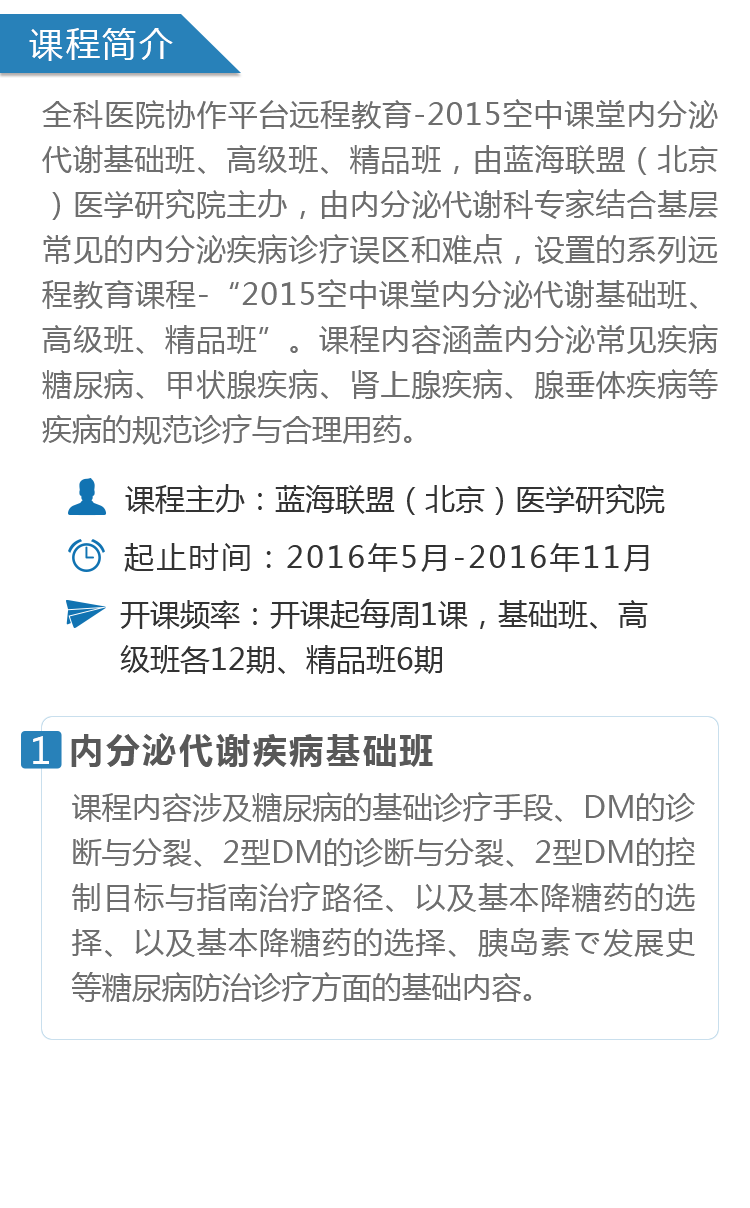 课程简介
全科医院协作平台远程教育-2015空中课堂内分泌
代谢基础班、高级班、精品班，由蓝海联盟（北京
）医学研究院主办，由内分泌代谢科专家结合基层
常见的内分泌疾病诊疗误区和难点，设置的系列远
程教育课程-“2015空中课堂内分泌代谢基础班、
高级班、精品班”。课程内容涵盖内分泌常见疾病
糖尿病、甲状腺疾病、肾上腺疾病、腺垂体疾病等
疾病的规范诊疗与合理用药。
课程主办：蓝海联盟（北京）医学研究院
起止时间：2016年5月-2016年11月
开课频率：开课起每周1课，基础班、高
级班各12期、精品班6期
1 内分泌代谢疾病基础班
课程内容涉及糖尿病的基础诊疗手段、DM的诊
断与分裂、2型DM的诊断与分裂、2型DM的控
制目标与指南治疗路径、以及基本降糖药的选
择、以及基本降糖药的选择、胰岛素で发展史
等糖尿病防治诊疗方面的基础内容。